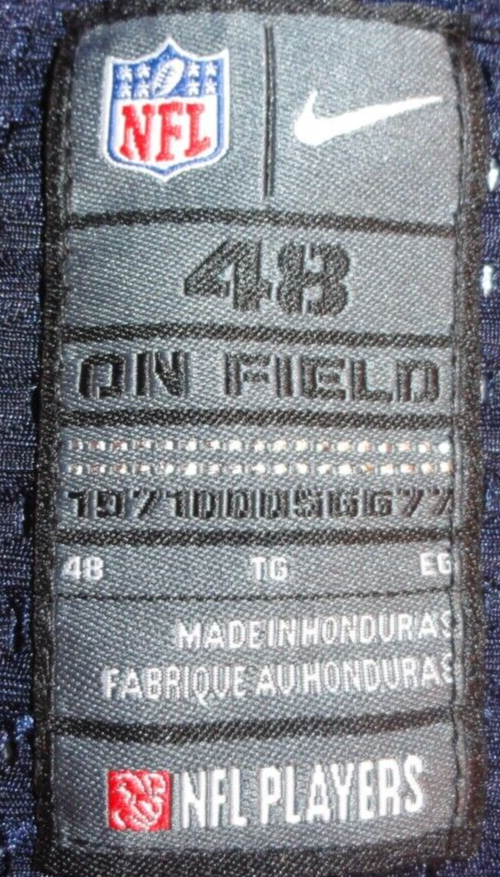 NFL
48
ON FIELD
48 TG EG
MADE IN HONDURAS
FABRIQUE AU HONDURAS
NFL PLAYERS